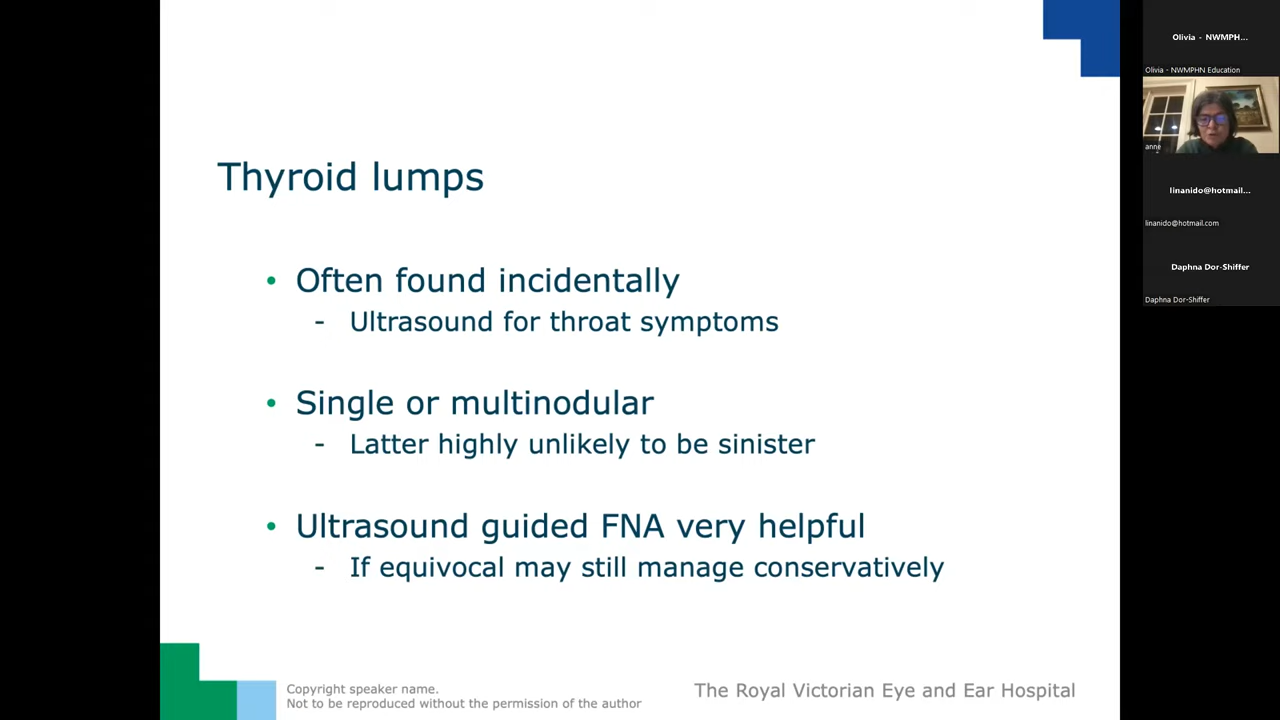 Thyroid lumps
• Often found incidentally
- Ultrasound for throat symptoms
• Single or multinodular
- Latter highly unlikely to be sinister
• Ultrasound guided FNA very helpful
- If equivocal may still manage conservatively
Copyright speaker name.
Not to be reproduced without the permission of the author
The Royal Victorian Eye and Ear Hospital
Olivia - NWMPH...
Olivia - NWMPHN Education
anne
linanido@hotmail...
linanido@hotmail.com
Daphna Dor-Shiffer
Daphna Dor-Shiffer